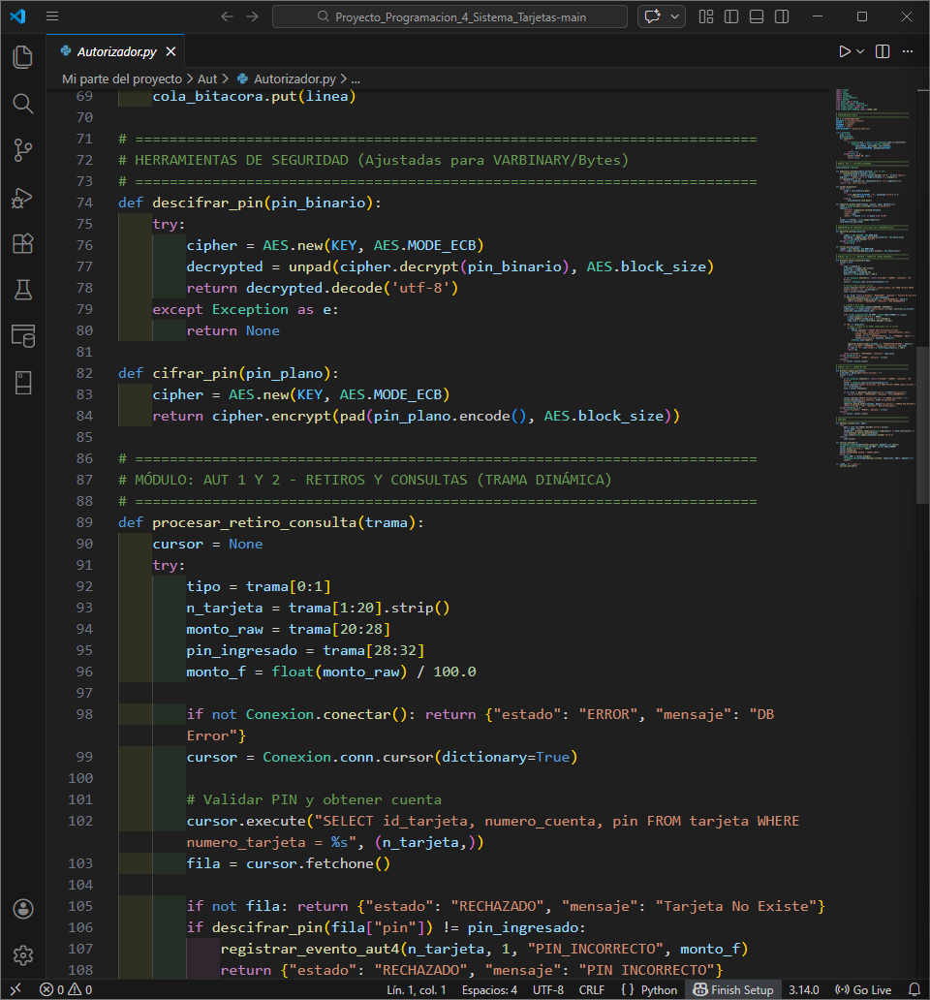 Proyecto_Programacion_4_Sistema_Tarjetas-main
Autorizador.py
Mi parte del proyecto > Aut > Autorizador.py > ...
69 cola_bitacora.put(linea)
70
71 # =========================================================================
72 # HERRAMIENTAS DE SEGURIDAD (Ajustadas para VARBINARY/Bytes)
73 # =========================================================================
74 def descifrar_pin(pin_binario):
75     try:
76         cipher = AES.new(KEY, AES.MODE_ECB)
77         decrypted = unpad(cipher.decrypt(pin_binario), AES.block_size)
78         return decrypted.decode('utf-8')
79     except Exception as e:
80         return None
81
82 def cifrar_pin(pin_plano):
83     cipher = AES.new(KEY, AES.MODE_ECB)
84     return cipher.encrypt(pad(pin_plano.encode(), AES.block_size))
85
86 # =========================================================================
87 # MÓDULO: AUT 1 Y 2 - RETIROS Y CONSULTAS (TRAMA DINÁMICA)
88 # =========================================================================
89 def procesar_retiro_consulta(trama):
90     cursor = None
91     try:
92         tipo = trama[0:1]
93         n_tarjeta = trama[1:20].strip()
94         monto_raw = trama[20:28]
95         pin_ingresado = trama[28:32]
96         monto_f = float(monto_raw) / 100.0
97
98         if not Conexion.conectar(): return {"estado": "ERROR", "mensaje": "DB
Error"}
99         cursor = Conexion.conn.cursor(dictionary=True)
100
101         # Validar PIN y obtener cuenta
102         cursor.execute("SELECT id_tarjeta, numero_cuenta, pin FROM tarjeta WHERE
numero_tarjeta = %s", (n_tarjeta,))
103         fila = cursor.fetchone()
104
105         if not fila: return {"estado": "RECHAZADO", "mensaje": "Tarjeta No Existe"}
106         if descifrar_pin(fila["pin"]) != pin_ingresado:
107             registrar_evento_aut4(n_tarjeta, 1, "PIN_INCORRECTO", monto_f)
108             return {"estado": "RECHAZADO", "mensaje": "PIN INCORRECTO"}
0 0 Lín. 1, col. 1 Espacios: 4 UTF-8 CRLF { } Python Finish Setup 3.14.0 Go Live